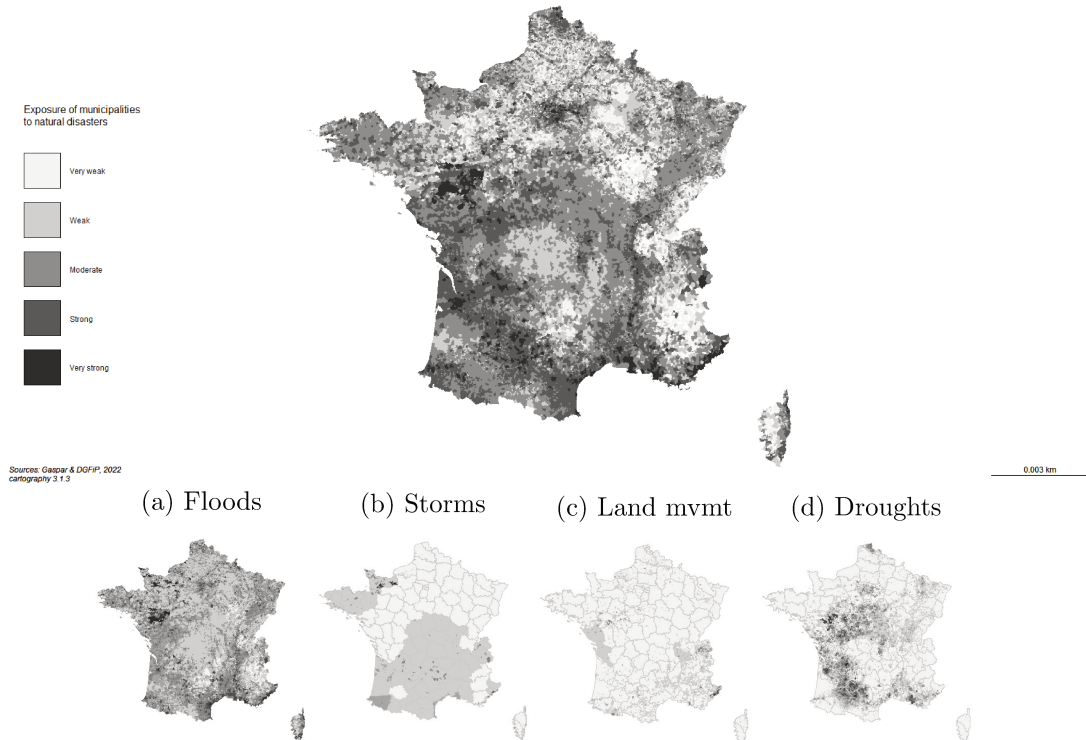 Exposure of municipalities
to natural disasters
Very weak
Weak
Moderate
Strong
Very strong
Sources: Gaspar & DGFiP, 2022
cartography 3.1.3
0.003 km
(a) Floods
(b) Storms
(c) Land mvmt
(d) Droughts